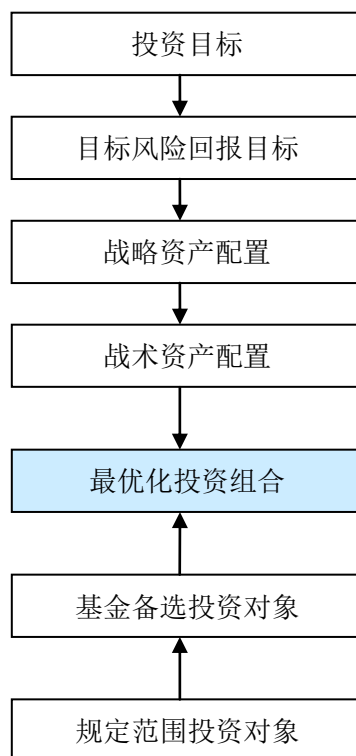 投资目标
目标风险回报目标
战略资产配置
战术资产配置
最优化投资组合
基金备选投资对象
规定范围投资对象